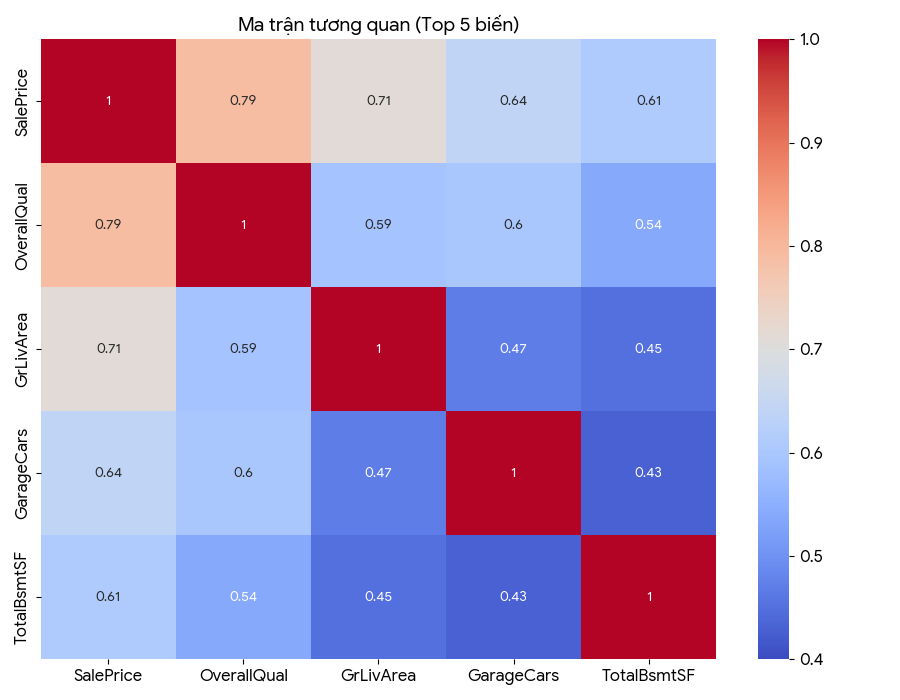 Ma trận tương quan (Top 5 biến)
SalePrice 1 0.79 0.71 0.64 0.61
OverallQual 0.79 1 0.59 0.6 0.54
GrLivArea 0.71 0.59 1 0.47 0.45
GarageCars 0.64 0.6 0.47 1 0.43
TotalBsmtSF 0.61 0.54 0.45 0.43 1
SalePrice OverallQual GrLivArea GarageCars TotalBsmtSF
1.0
0.9
0.8
0.7
0.6
0.5
0.4